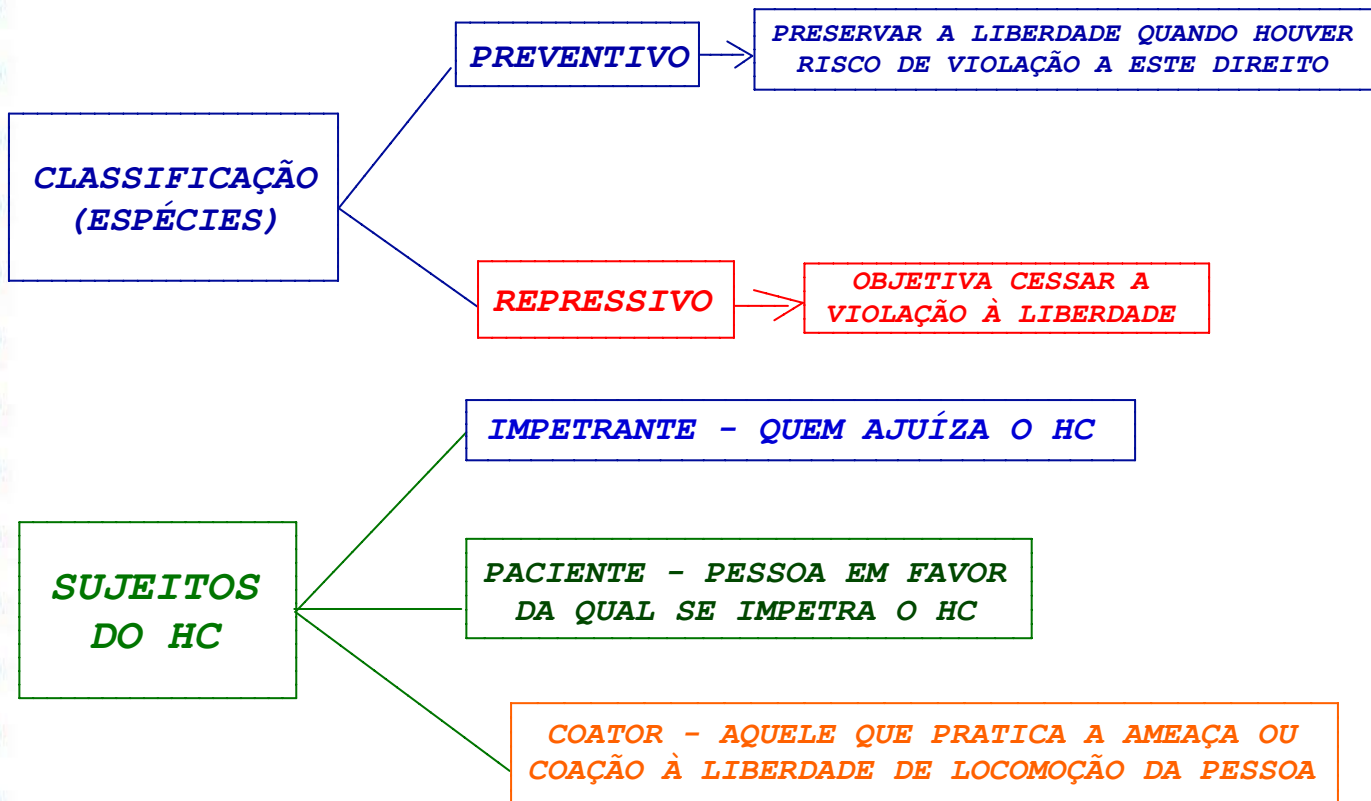 CLASSIFICAÇÃO
(ESPÉCIES)
PREVENTIVO
PRESERVAR A LIBERDADE QUANDO HOUVER
RISCO DE VIOLAÇÃO A ESTE DIREITO
REPRESSIVO
OBJETIVA CESSAR A
VIOLAÇÃO À LIBERDADE
SUJEITOS
DO HC
IMPETRANTE - QUEM AJUÍZA O HC
PACIENTE - PESSOA EM FAVOR
DA QUAL SE IMPETRA O HC
COATOR - AQUELE QUE PRATICA A AMEAÇA OU
COAÇÃO À LIBERDADE DE LOCOMOÇÃO DA PESSOA